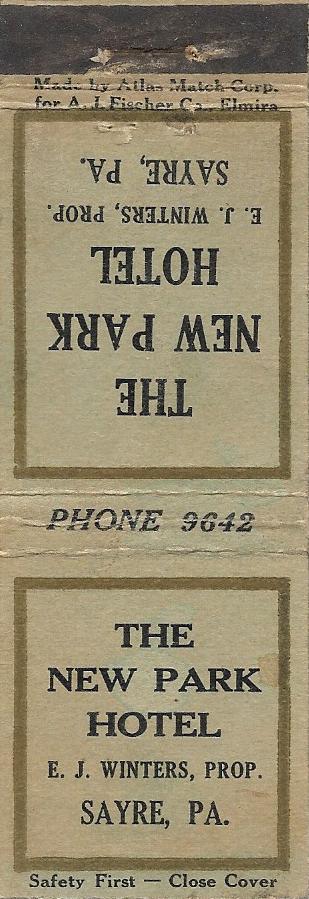 Made by Atlas Match Corp.
for A. J. Fischer Co., Elmira
THE
NEW PARK
HOTEL
E. J. WINTERS, PROP.
SAYRE, PA.
PHONE 9642
THE
NEW PARK
HOTEL
E. J. WINTERS, PROP.
SAYRE, PA.
Safety First — Close Cover